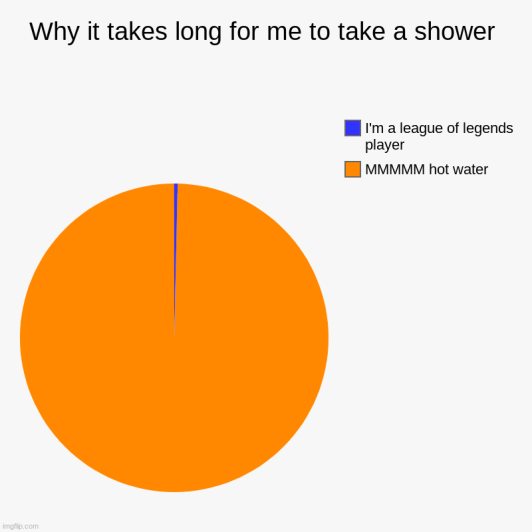 Why it takes long for me to take a shower
I'm a league of legends
player
MMMMM hot water
imgflip.com